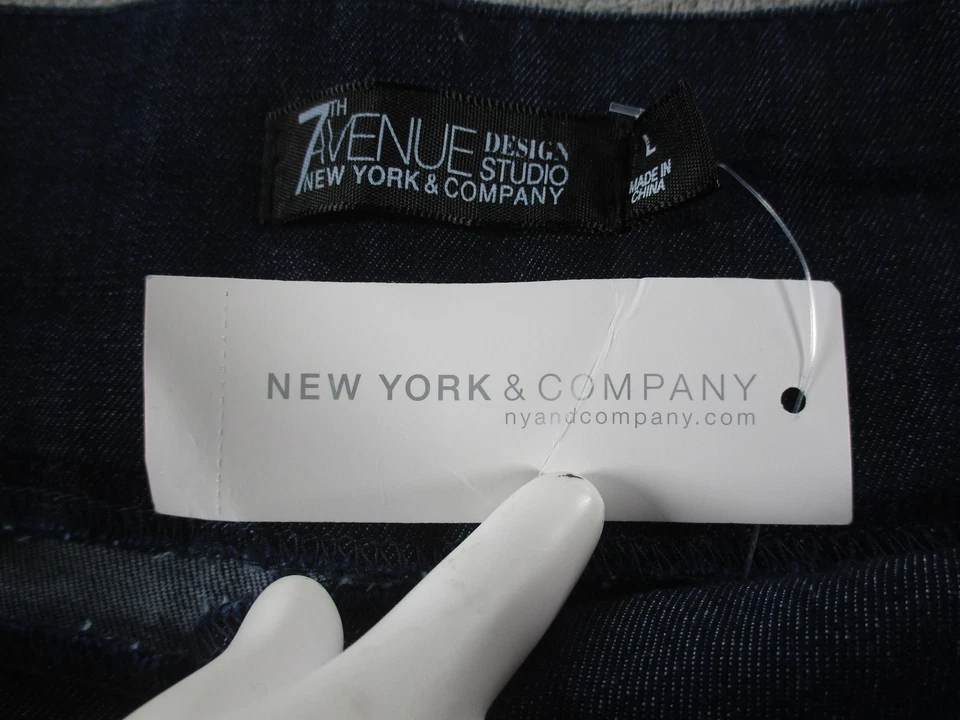 7TH AVENUE DESIGN STUDIO
NEW YORK & COMPANY
L
MADE IN
CHINA
NEW YORK & COMPANY
nyandcompany.com